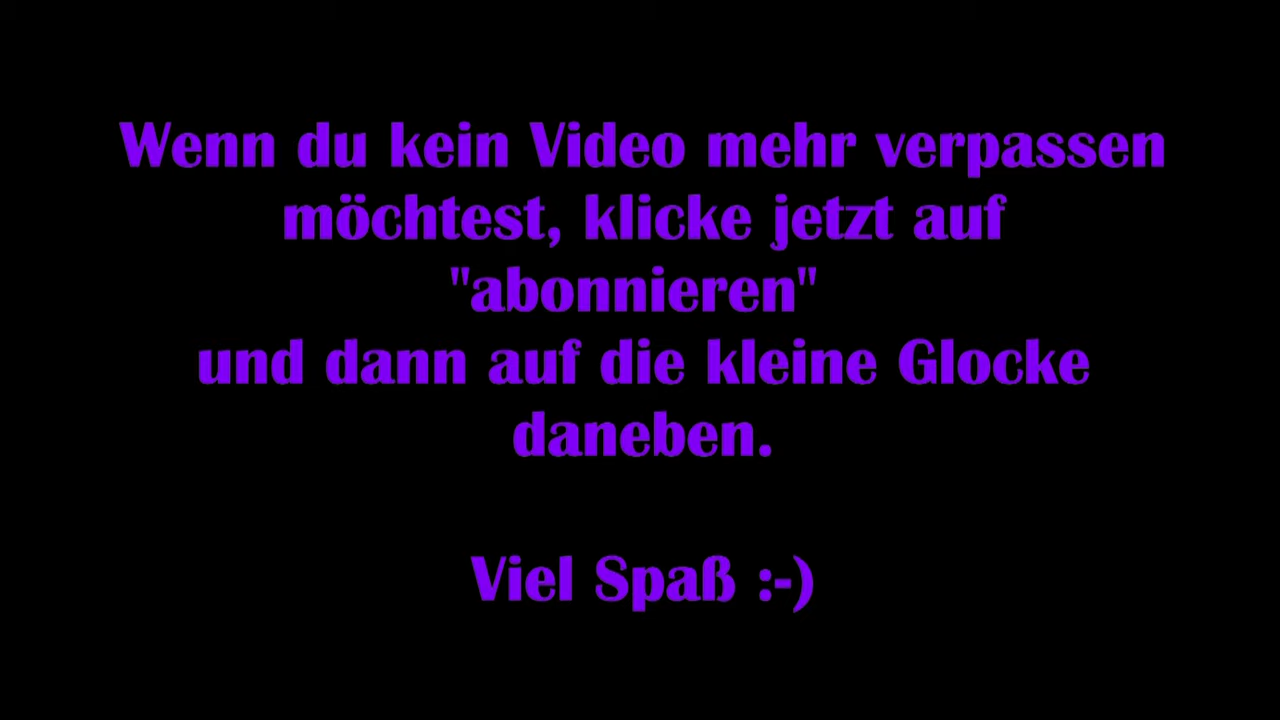 Wenn du kein Video mehr verpassen
möchtest, klicke jetzt auf
"abonnieren"
und dann auf die kleine Glocke
daneben.
Viel Spaß :-)